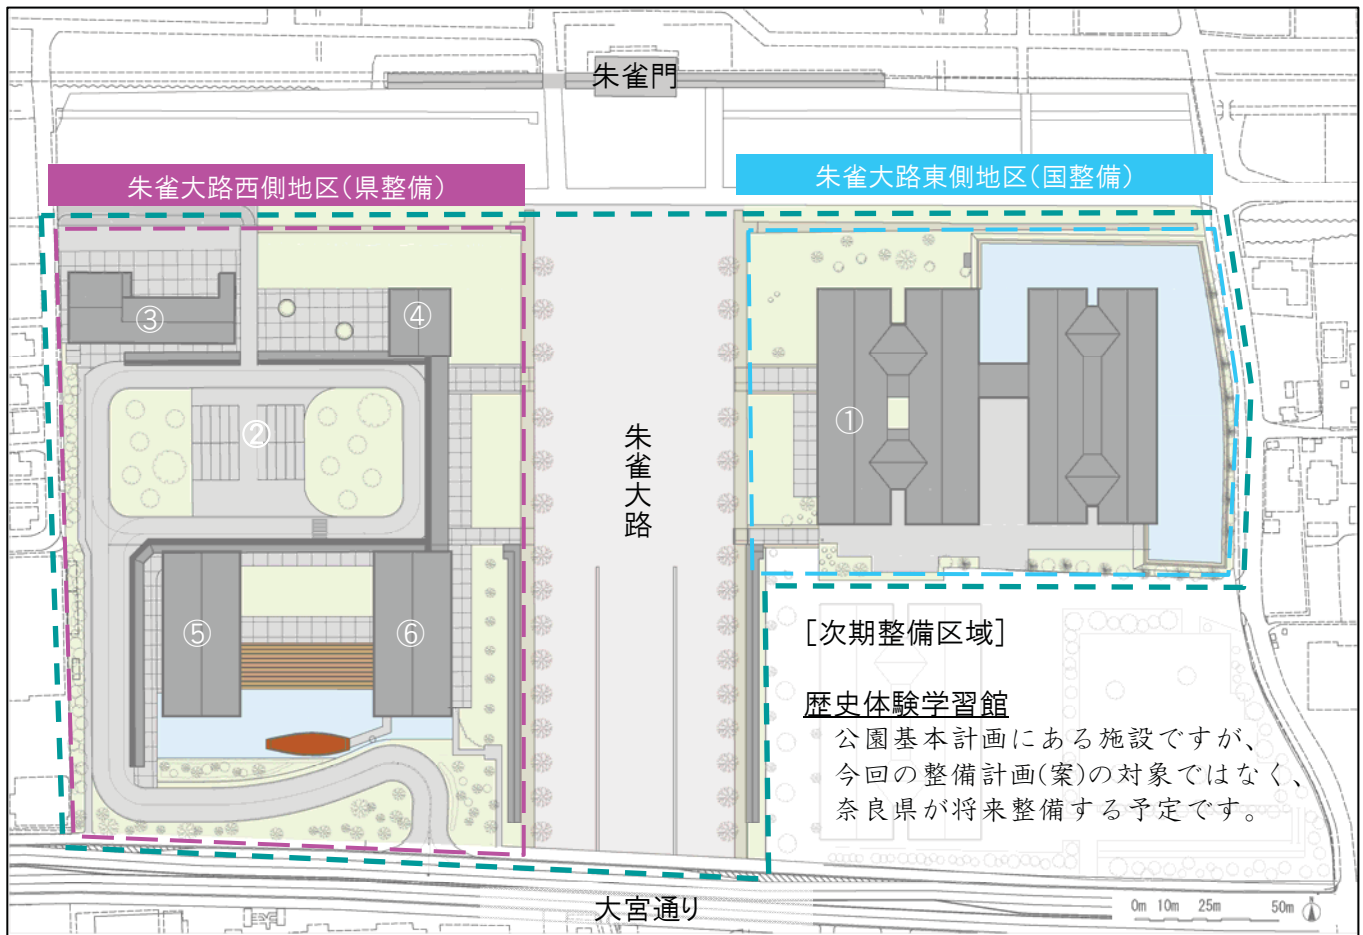 朱雀門
朱雀大路西側地区(県整備)
朱雀大路東側地区(国整備)
③
④
②
①
朱雀大路
⑤
⑥
[次期整備区域]
歴史体験学習館
公園基本計画にある施設ですが、
今回の整備計画(案)の対象ではなく、
奈良県が将来整備する予定です。
大宮通り
0m 10m 25m 50m
N